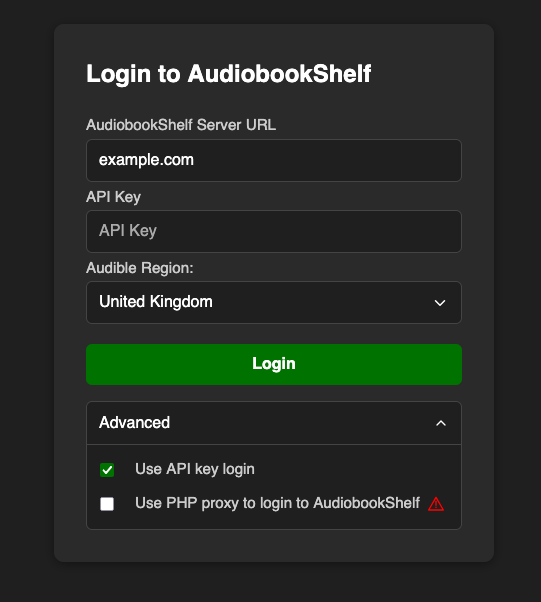 Login to AudiobookShelf
AudiobookShelf Server URL
example.com
API Key
API Key
Audible Region:
United Kingdom
Login
Advanced
Use API key login
Use PHP proxy to login to AudiobookShelf